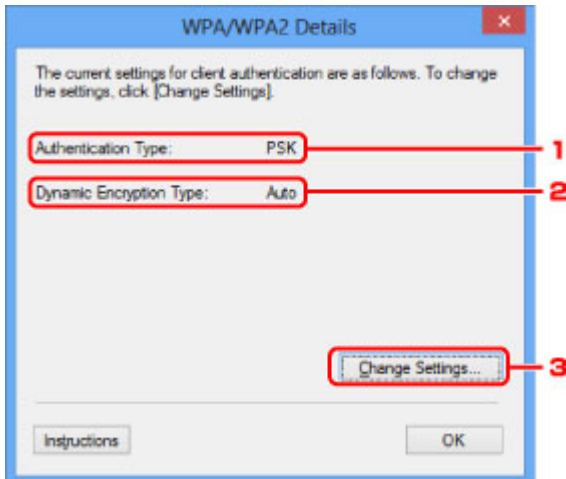 WPA/WPA2 Details
The current settings for client authentication are as follows. To change
the settings, click [Change Settings].
Authentication Type: PSK
1
Dynamic Encryption Type: Auto
2
Change Settings...
3
Instructions
OK